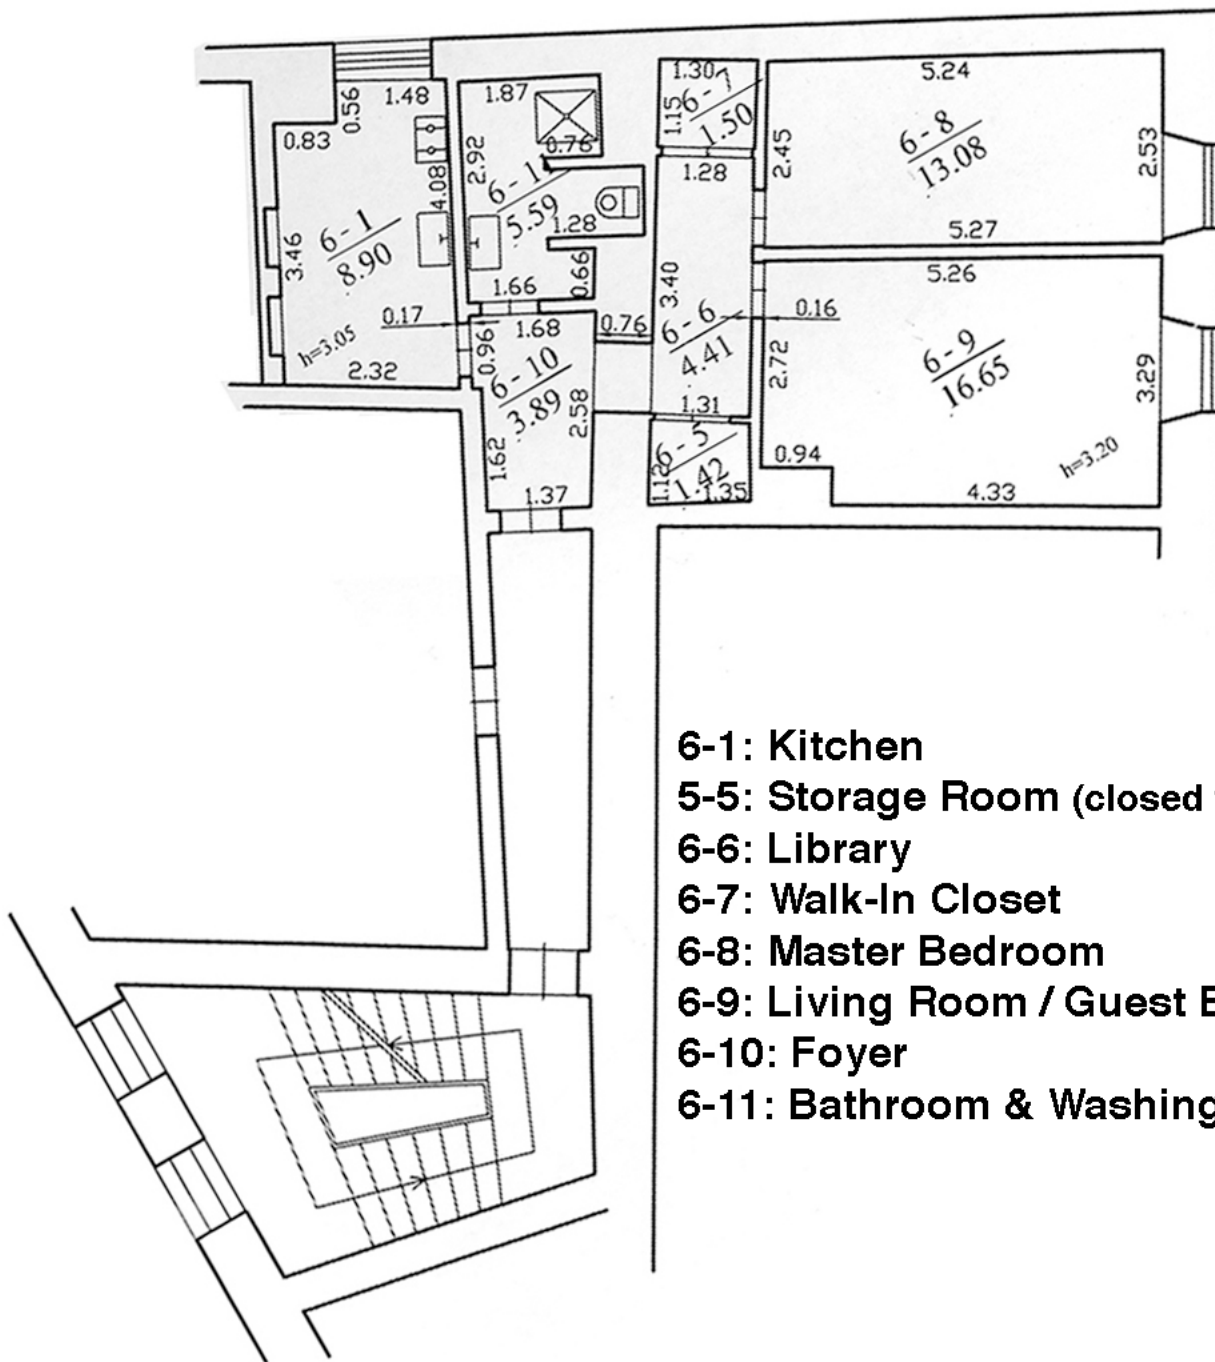 1.30
6 - 7
1.15
1.50
5.24
0.56
1.48
1.87
0.83
0.76
2.92
2.45
6 - 8
13.08
2.53
4.08
6 - 11
5.59
1.28
1.28
5.27
6 - 1
8.90
3.46
0.66
5.26
1.66
3.40
0.17
0.16
h=3.05
1.68
0.76
6 - 6
4.41
0.96
2.72
6 - 9
16.65
3.29
2.32
6 - 10
3.89
2.58
1.31
6 - 5
1.42
1.12
1.35
0.94
h=3.20
1.62
1.37
4.33
6-1: Kitchen
5-5: Storage Room (closed
6-6: Library
6-7: Walk-In Closet
6-8: Master Bedroom
6-9: Living Room / Guest
6-10: Foyer
6-11: Bathroom & Washing